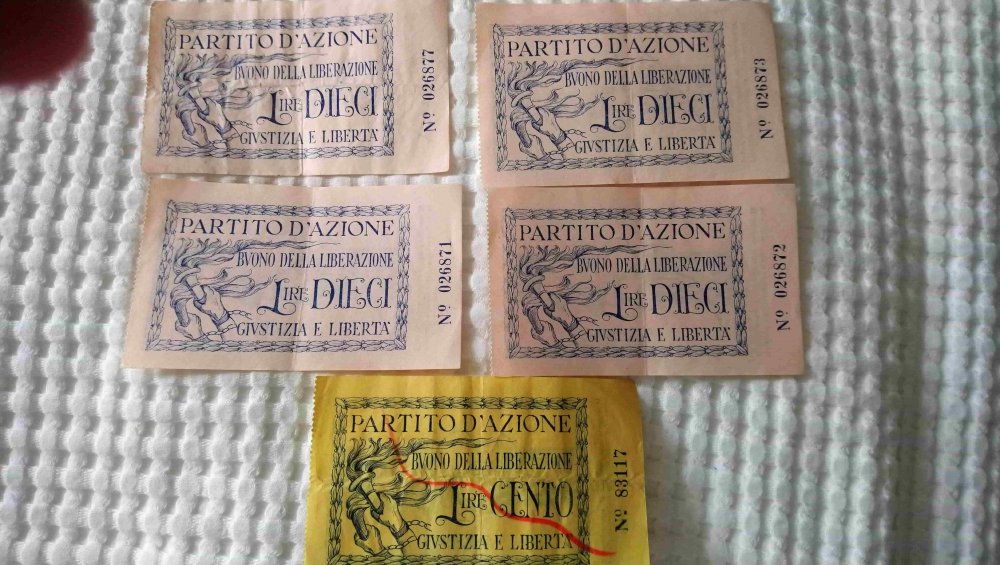 PARTITO D'AZIONE
BVONO DELLA LIBERAZIONE
LIRE DIECI
GIVSTIZIA E LIBERTA'
Nº 026877
PARTITO D'AZIONE
BVONO DELLA LIBERAZIONE
LIRE DIECI
GIVSTIZIA E LIBERTA'
Nº 026873
PARTITO D'AZIONE
BVONO DELLA LIBERAZIONE
LIRE DIECI
GIVSTIZIA E LIBERTA'
Nº 026871
PARTITO D'AZIONE
BVONO DELLA LIBERAZIONE
LIRE DIECI
GIVSTIZIA E LIBERTA'
Nº 026872
PARTITO D'AZIONE
BVONO DELLA LIBERAZIONE
LIRE CENTO
GIVSTIZIA E LIBERTA'
Nº 83117